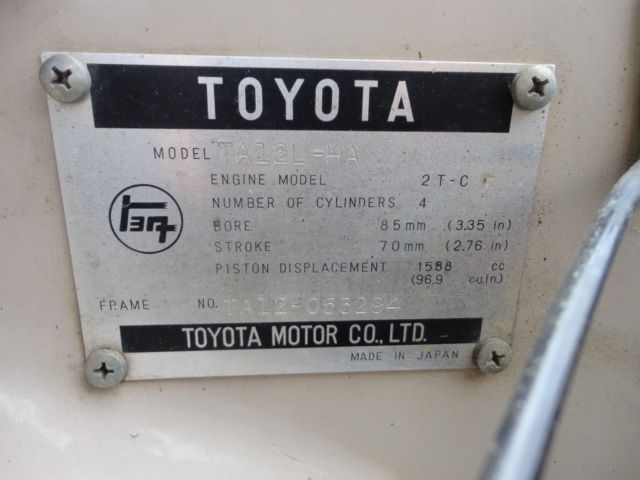 TOYOTA
MODEL TA12L-HA
ENGINE MODEL 2T-C
NUMBER OF CYLINDERS 4
BORE 85mm (3.35 in)
STROKE 70mm (2.76 in)
PISTON DISPLACEMENT 1588 cc
(96.9 cu.in)
FRAME NO. TA12-053294
TOYOTA MOTOR CO., LTD.
MADE IN JAPAN